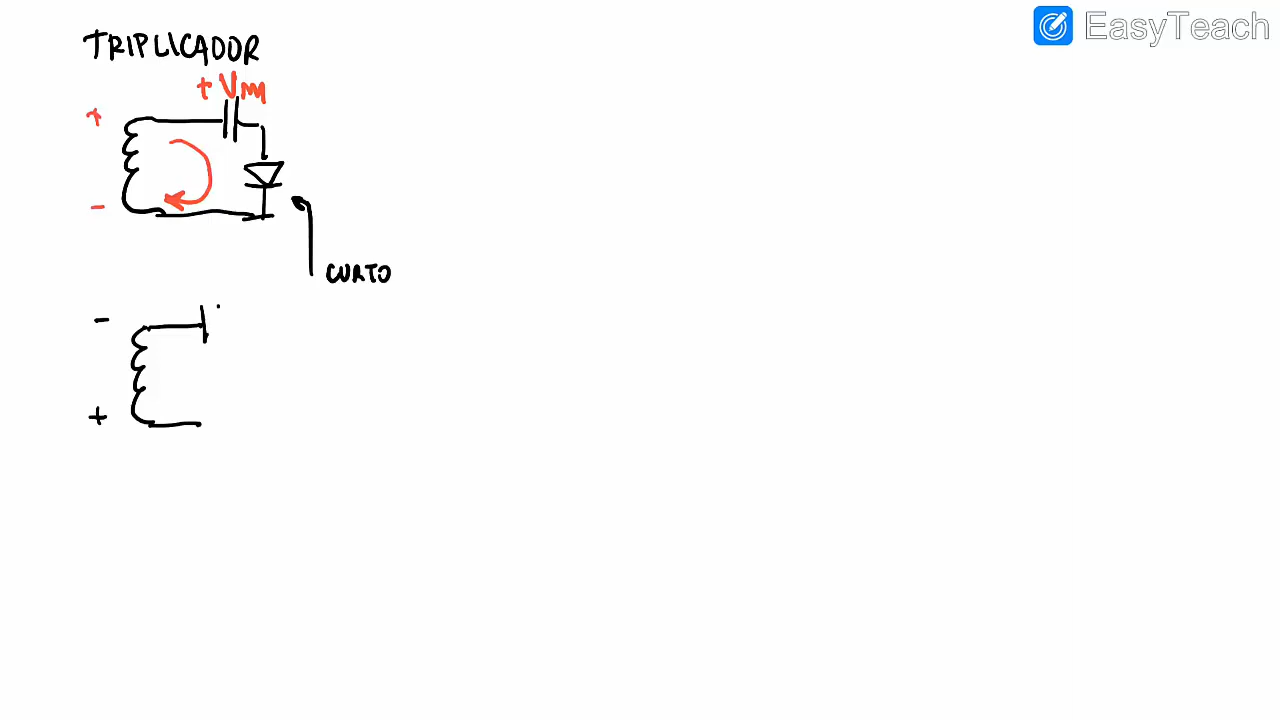 EasyTeach
TRIPLICADOR
+ Vm
+
-
CURTO
-
+